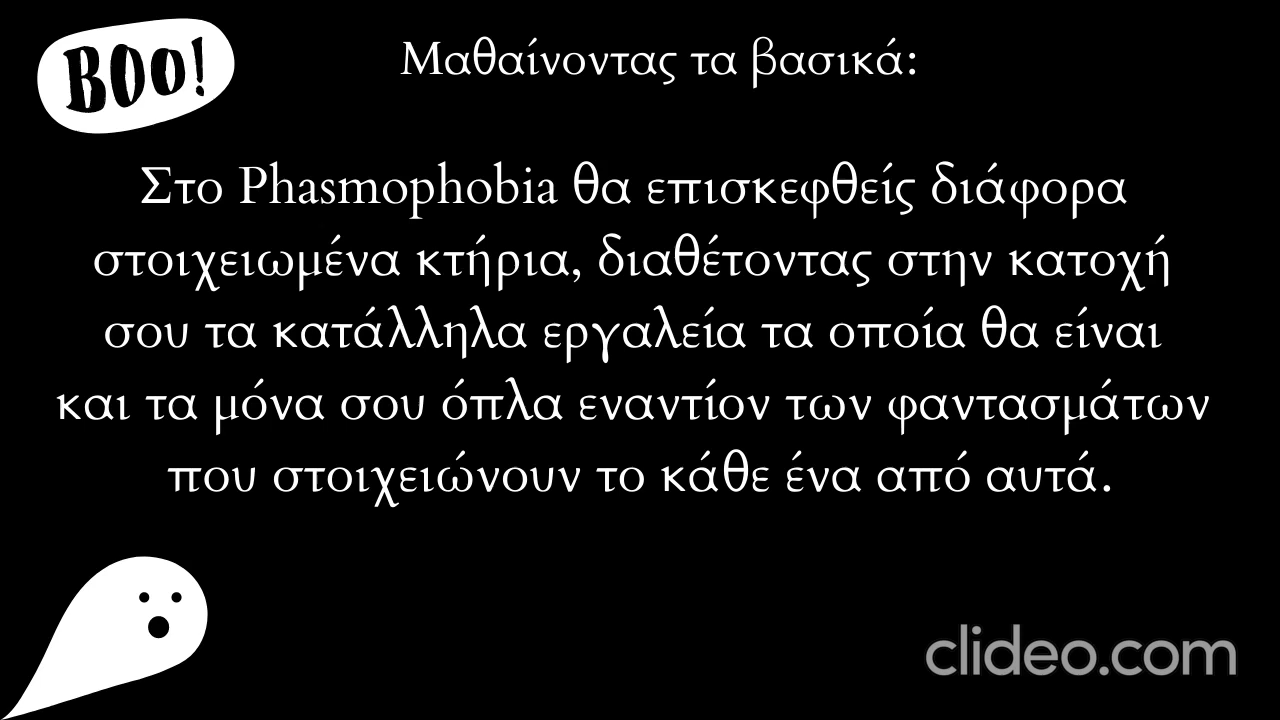 BOO!
Μαθαίνοντας τα βασικά:
Στο Phasmophobia θα επισκεφθείς διάφορα
στοιχειωμένα κτήρια, διαθέτοντας στην κατοχή
σου τα κατάλληλα εργαλεία τα οποία θα είναι
και τα μόνα σου όπλα εναντίον των φαντασμάτων
που στοιχειώνουν το κάθε ένα από αυτά.
clideo.com